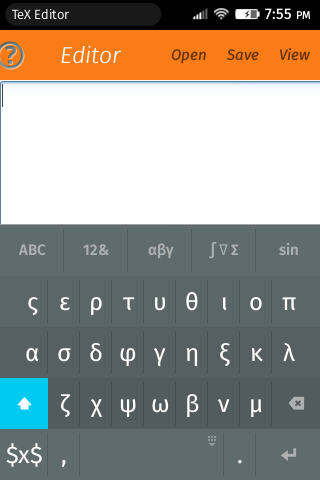 TeX Editor 7:55 PM
? Editor Open Save View
ABC 12& αβγ ∫∇Σ sin
ς ε ρ τ υ θ ι ο π
α σ δ φ γ η ξ κ λ
ζ χ ψ ω β ν μ
$x$ , .